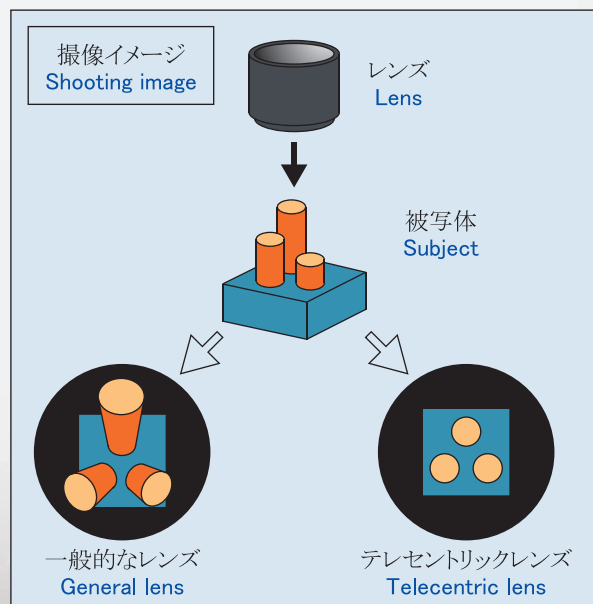 撮像イメージ
Shooting image
レンズ
Lens
被写体
Subject
一般的なレンズ
General lens
テレセントリックレンズ
Telecentric lens